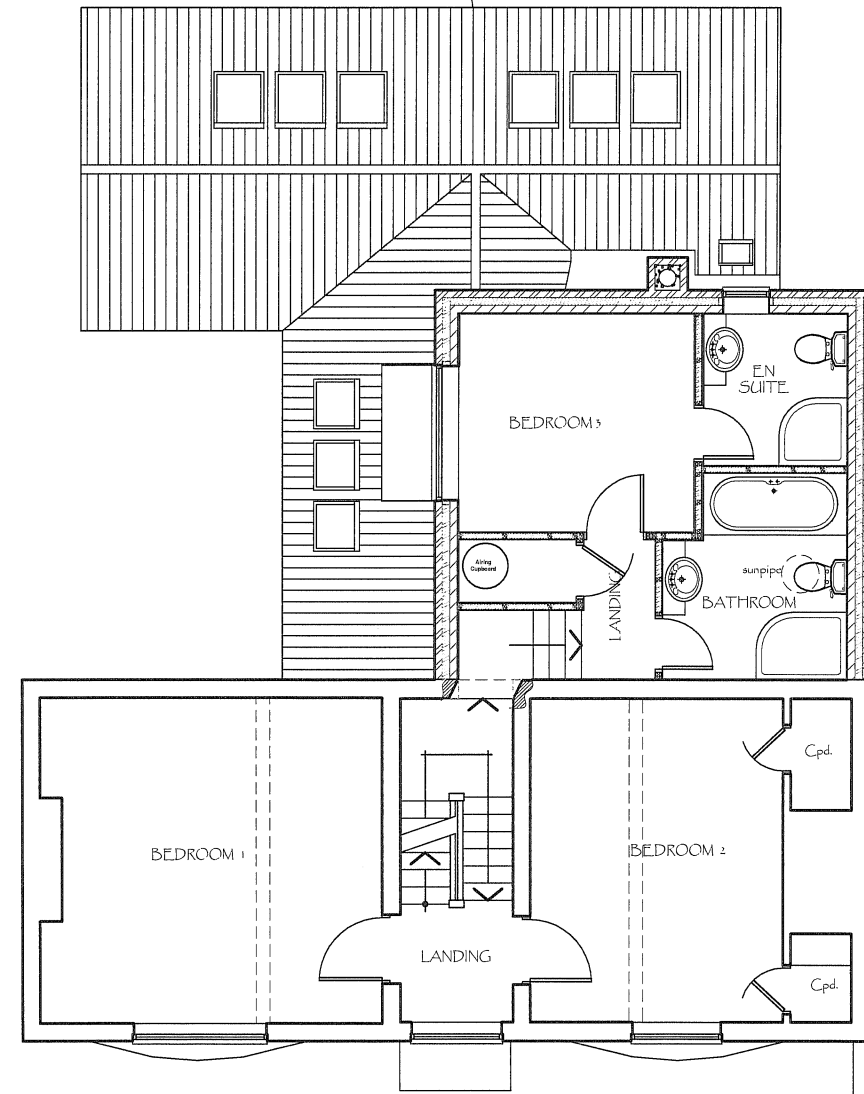 EN
SUITE
BEDROOM 3
Airing
Cupboard
sunpipe
LANDING
BATHROOM
Cpd.
BEDROOM 1
BEDROOM 2
LANDING
Cpd.